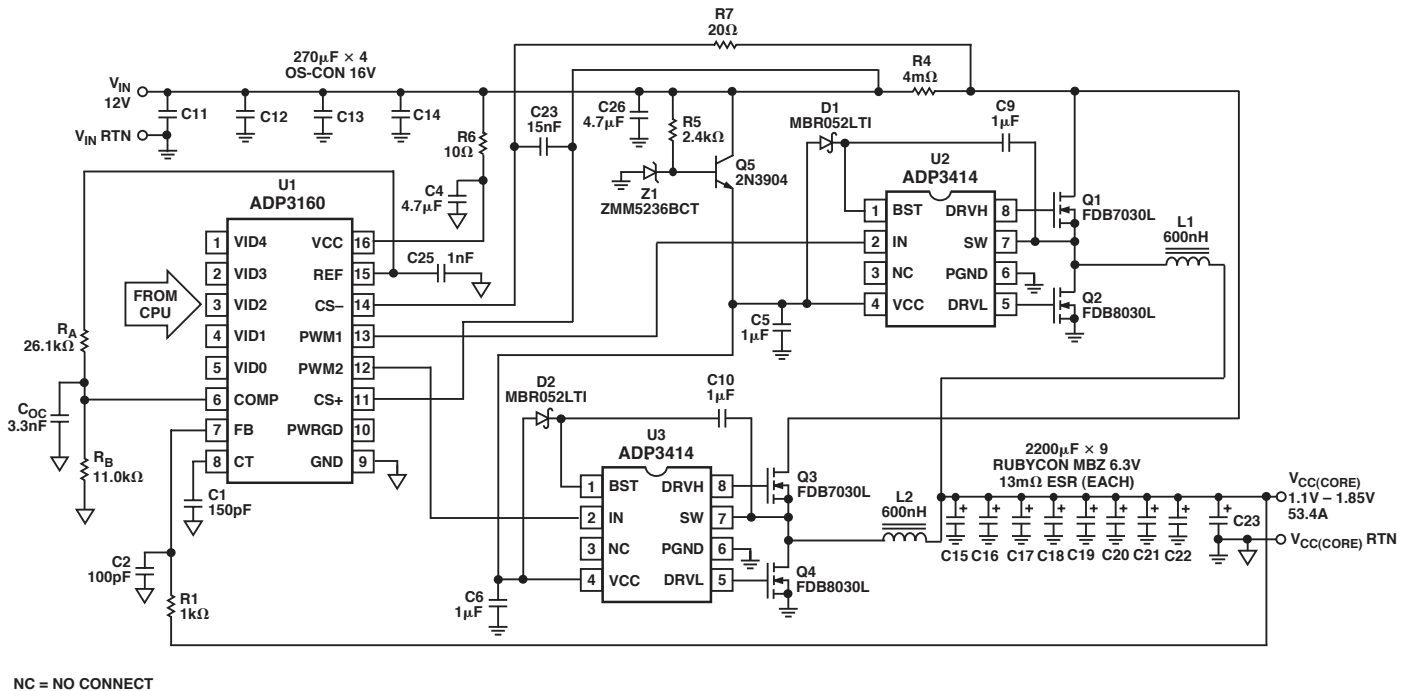 R7
20Ω
270μF × 4
OS-CON 16V
R4
4mΩ
VIN
12V
C11
C12
C13
C14
VIN RTN
R6
10Ω
C23
15nF
C26
4.7μF
R5
2.4kΩ
D1
MBR052LTI
C9
1μF
Q5
2N3904
Z1
ZMM5236BCT
C4
4.7μF
U1
ADP3160
1 VID4 VCC 16
2 VID3 REF 15
3 VID2 CS– 14
4 VID1 PWM1 13
5 VID0 PWM2 12
6 COMP CS+ 11
7 FB PWRGD 10
8 CT GND 9
C25 1nF
FROM
CPU
RA
26.1kΩ
COC
3.3nF
RB
11.0kΩ
C1
150pF
C2
100pF
R1
1kΩ
U2
ADP3414
1 BST DRVH 8
2 IN SW 7
3 NC PGND 6
4 VCC DRVL 5
Q1
FDB7030L
L1
600nH
Q2
FDB8030L
C5
1μF
D2
MBR052LTI
C10
1μF
U3
ADP3414
1 BST DRVH 8
2 IN SW 7
3 NC PGND 6
4 VCC DRVL 5
Q3
FDB7030L
L2
600nH
Q4
FDB8030L
C6
1μF
2200μF × 9
RUBYCON MBZ 6.3V
13mΩ ESR (EACH)
VCC(CORE)
1.1V – 1.85V
53.4A
+ + + + + + + + +
C15 C16 C17 C18 C19 C20 C21 C22 C23
VCC(CORE) RTN
NC = NO CONNECT